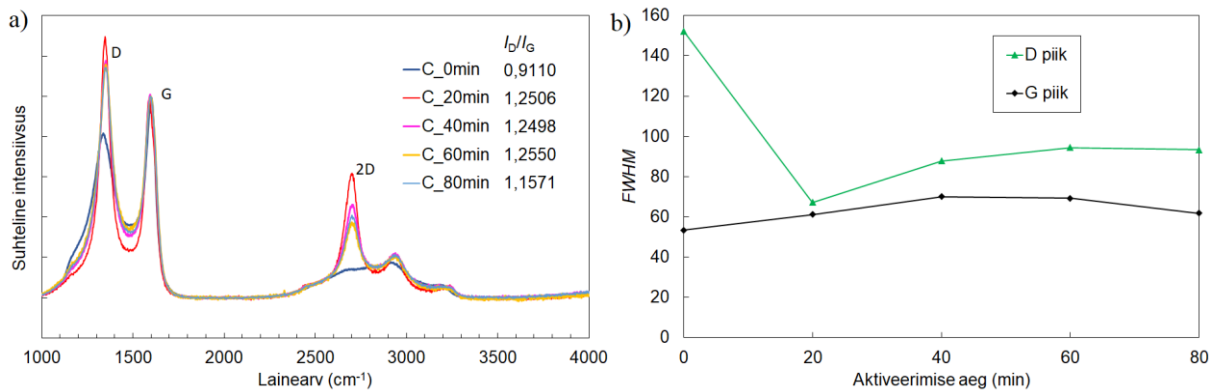 a)
Suhteline intensiivsus
D
G
2D
I_D/I_G
C_0min 0,9110
C_20min 1,2506
C_40min 1,2498
C_60min 1,2550
C_80min 1,1571
1000 1500 2000 2500 3000 3500 4000
Lainearv (cm⁻¹)
b)
FWHM
160
140
120
100
80
60
40
20
0
D piik
G piik
0 20 40 60 80
Aktiveerimise aeg (min)